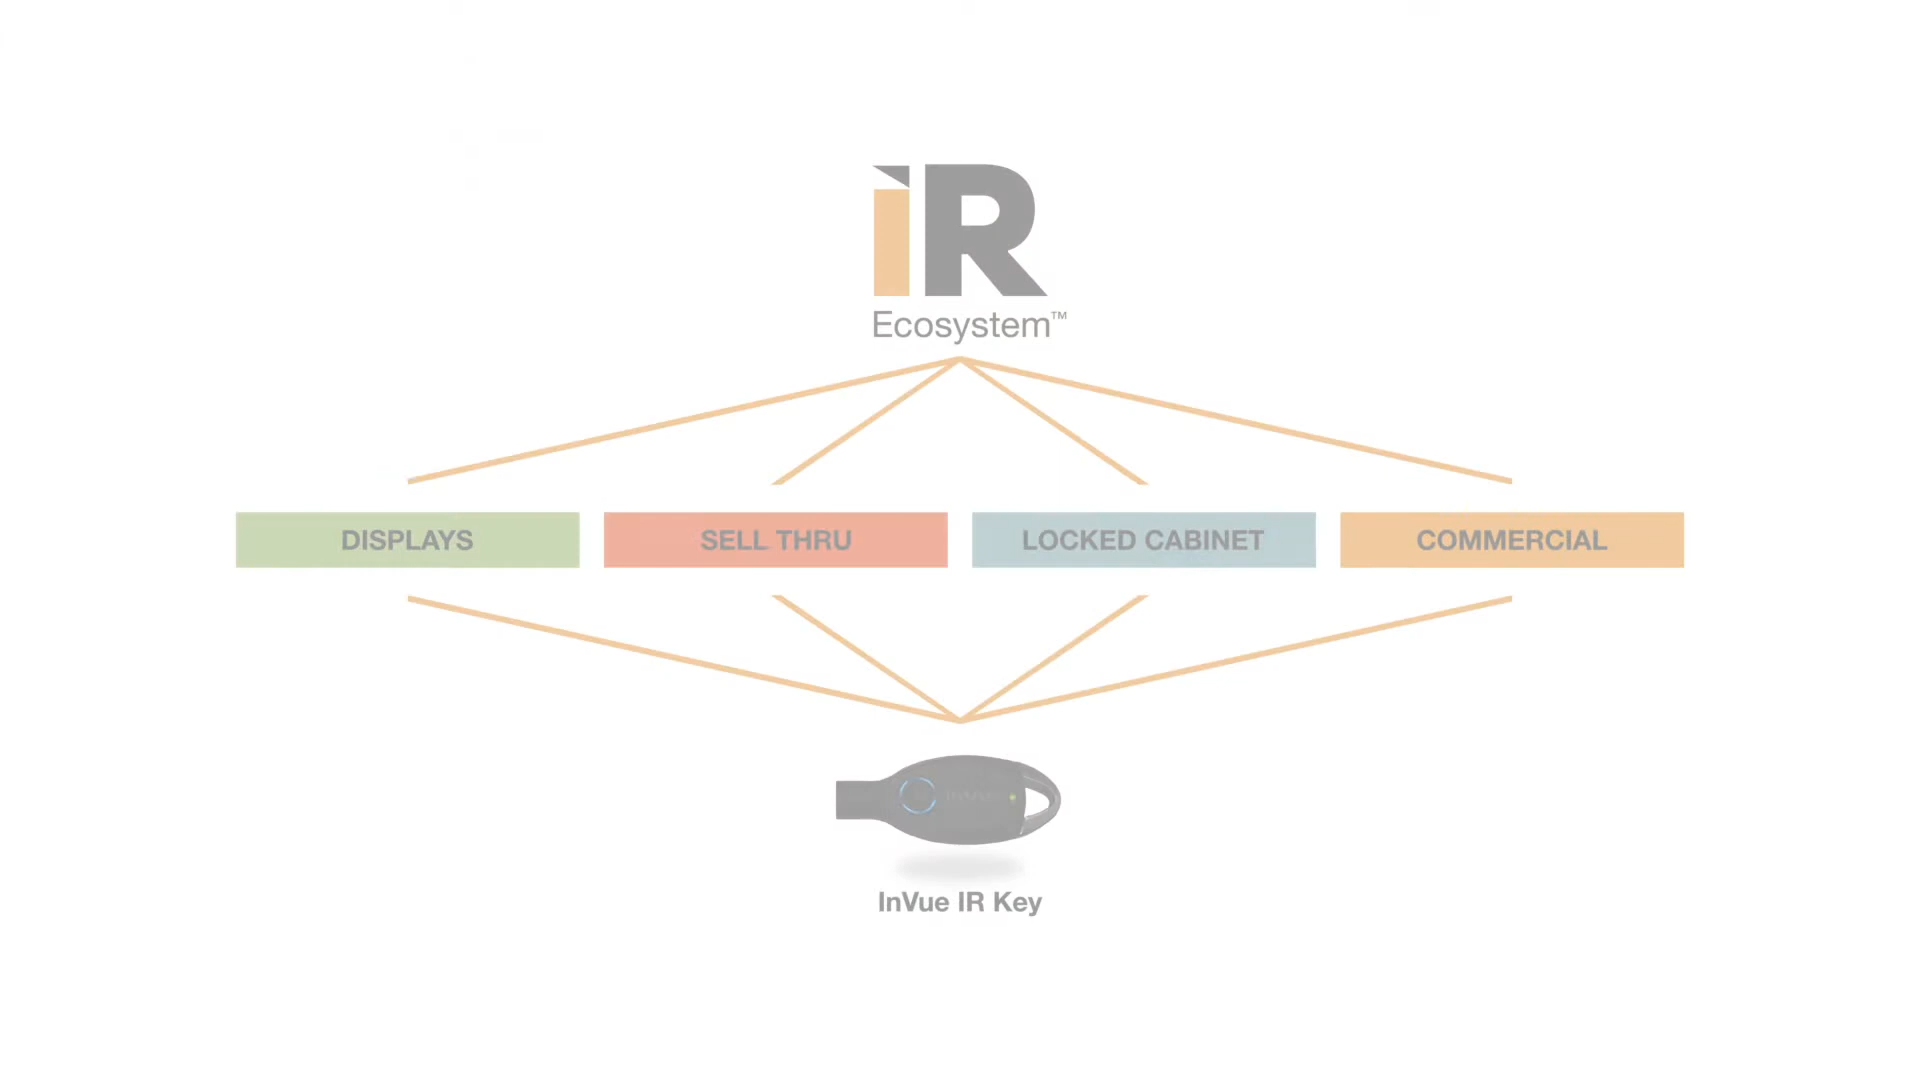 iR
Ecosystem™
DISPLAYS
SELL THRU
LOCKED CABINET
COMMERCIAL
InVue IR Key